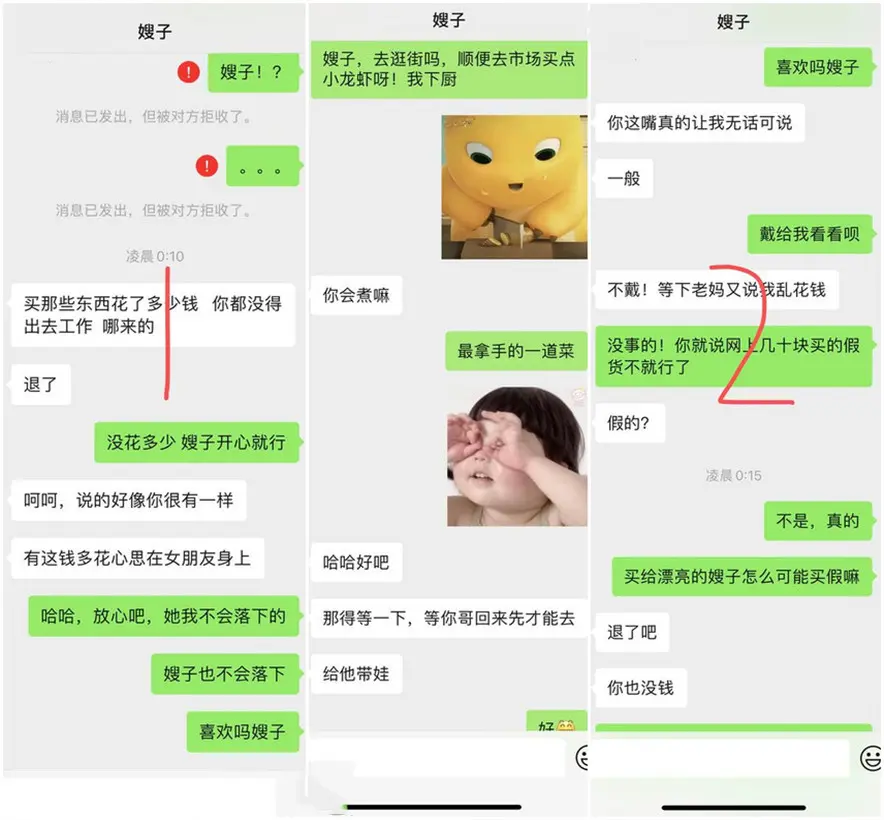 嫂子
嫂子！？
消息已发出，但被对方拒收了。
。。。
消息已发出，但被对方拒收了。
凌晨0:10
买那些东西花了多少钱 你都没得
出去工作 哪来的
退了
没花多少 嫂子开心就行
呵呵，说的好像你很有一样
有这钱多花心思在女朋友身上
哈哈，放心吧，她我不会落下的
嫂子也不会落下
喜欢吗嫂子
1
嫂子
嫂子，去逛街吗，顺便去市场买点
小龙虾呀！我下厨
你会煮嘛
最拿手的一道菜
哈哈好吧
那得等一下，等你哥回来先才能去
给他带娃
好
嫂子
喜欢吗嫂子
你这嘴真的让我无话可说
一般
戴给我看看呗
不戴！等下老妈又说我乱花钱
没事的！你就说网上几十块买的假
货不就行了
假的？
凌晨0:15
不是，真的
买给漂亮的嫂子怎么可能买假嘛
退了吧
你也没钱
2